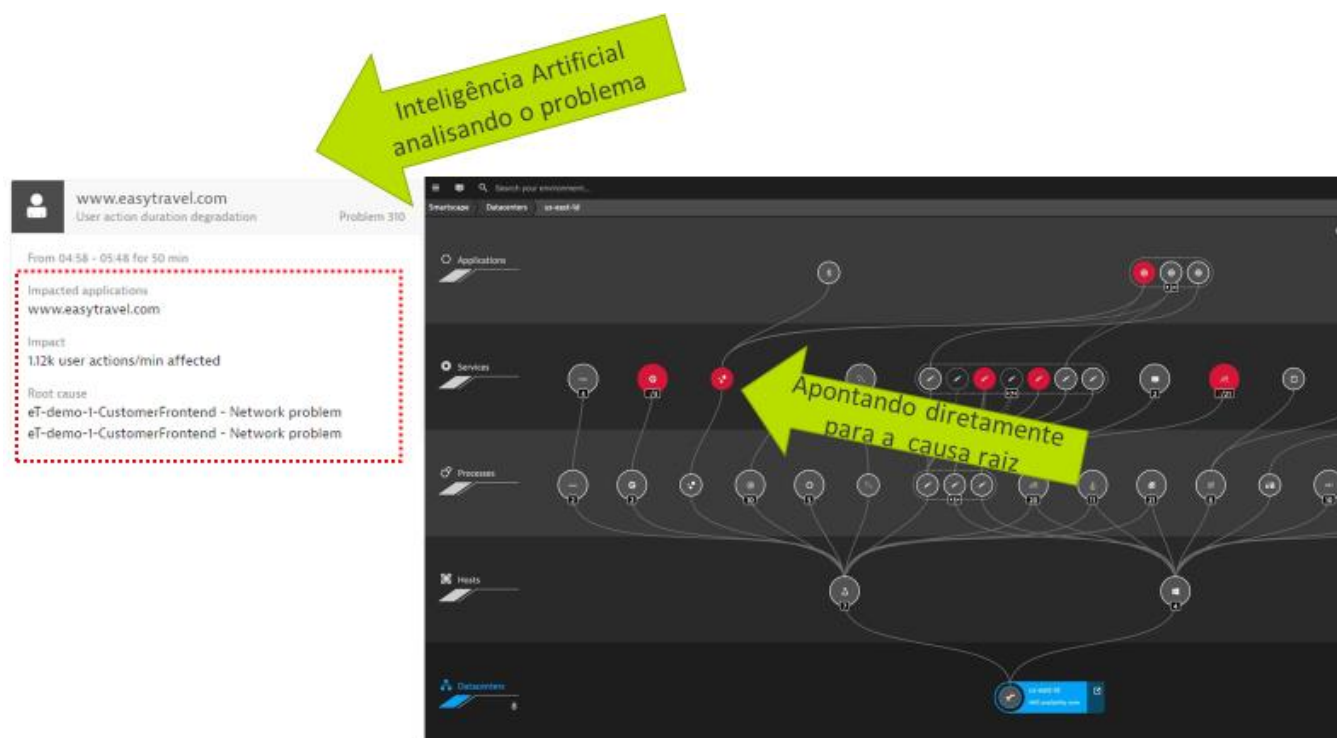 Inteligência Artificial
analisando o problema
www.easytravel.com
User action duration degradation
Problem 310
From 04:58 - 05:48 for 50 min
Impacted applications
www.easytravel.com
Impact
1.12k user actions/min affected
Root cause
eT-demo-1-CustomerFrontend - Network problem
eT-demo-1-CustomerFrontend - Network problem
Search your environment...
Smartscape
Datacenters
us-east-1d
Applications
Services
Apontando diretamente
para a causa raiz
Processes
Hosts
7
4
Datacenters
8
us-east-1d